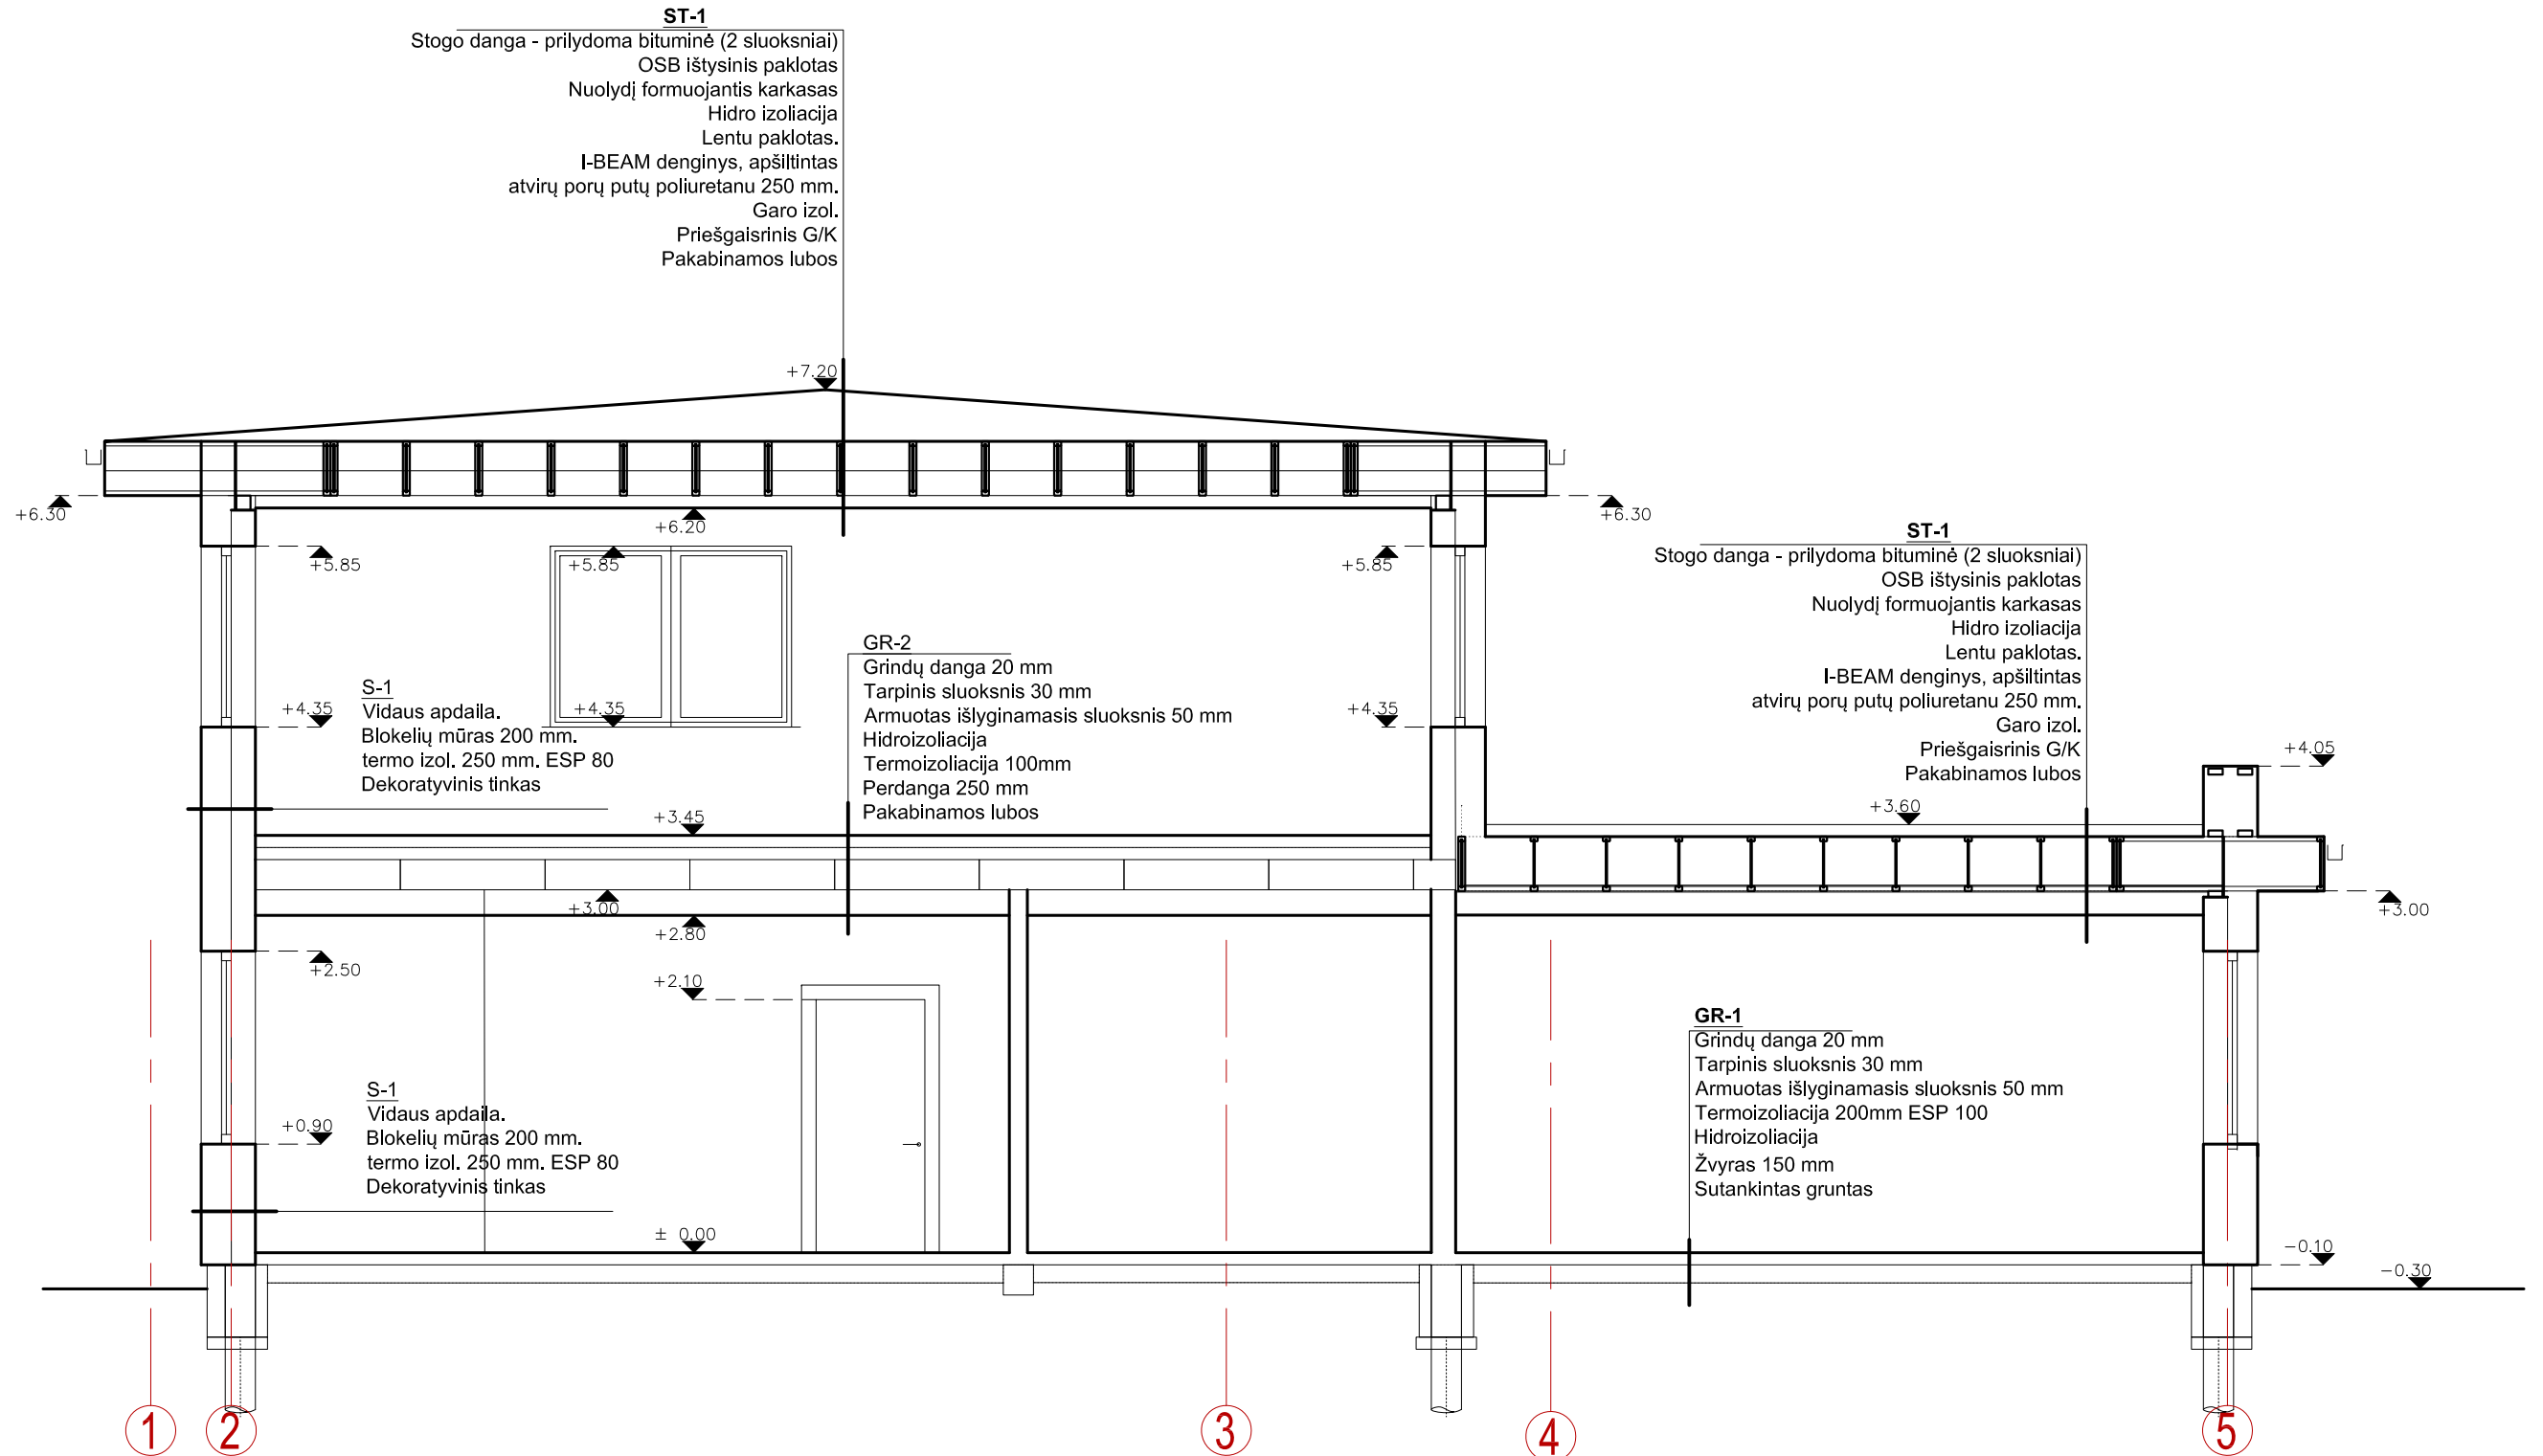 ST-1
Stogo danga - prilydoma bituminė (2 sluoksniai)
OSB ištysinis paklotas
Nuolydį formuojantis karkasas
Hidro izoliacija
Lentu paklotas.
I-BEAM denginys, apšiltintas
atvirų porų putų poliuretanu 250 mm.
Garo izol.
Priešgaisrinis G/K
Pakabinamos lubos
+7.20
+6.30
+6.20
+6.30
+5.85
+5.85
+5.85
ST-1
Stogo danga - prilydoma bituminė (2 sluoksniai)
OSB ištysinis paklotas
Nuolydį formuojantis karkasas
Hidro izoliacija
Lentu paklotas.
I-BEAM denginys, apšiltintas
atvirų porų putų poliuretanu 250 mm.
Garo izol.
Priešgaisrinis G/K
Pakabinamos lubos
GR-2
Grindų danga 20 mm
Tarpinis sluoksnis 30 mm
Armuotas išlyginamasis sluoksnis 50 mm
Hidroizoliacija
Termoizoliacija 100mm
Perdanga 250 mm
Pakabinamos lubos
+4.35
+4.35
+4.35
S-1
Vidaus apdaila.
Blokelių mūras 200 mm.
termo izol. 250 mm. ESP 80
Dekoratyvinis tinkas
+4.05
+3.60
+3.45
+3.00
+3.00
+2.80
+2.50
+2.10
GR-1
Grindų danga 20 mm
Tarpinis sluoksnis 30 mm
Armuotas išlyginamasis sluoksnis 50 mm
Termoizoliacija 200mm ESP 100
Hidroizoliacija
Žvyras 150 mm
Sutankintas gruntas
+0.90
S-1
Vidaus apdaila.
Blokelių mūras 200 mm.
termo izol. 250 mm. ESP 80
Dekoratyvinis tinkas
± 0.00
-0.10
-0.30
1
2
3
4
5